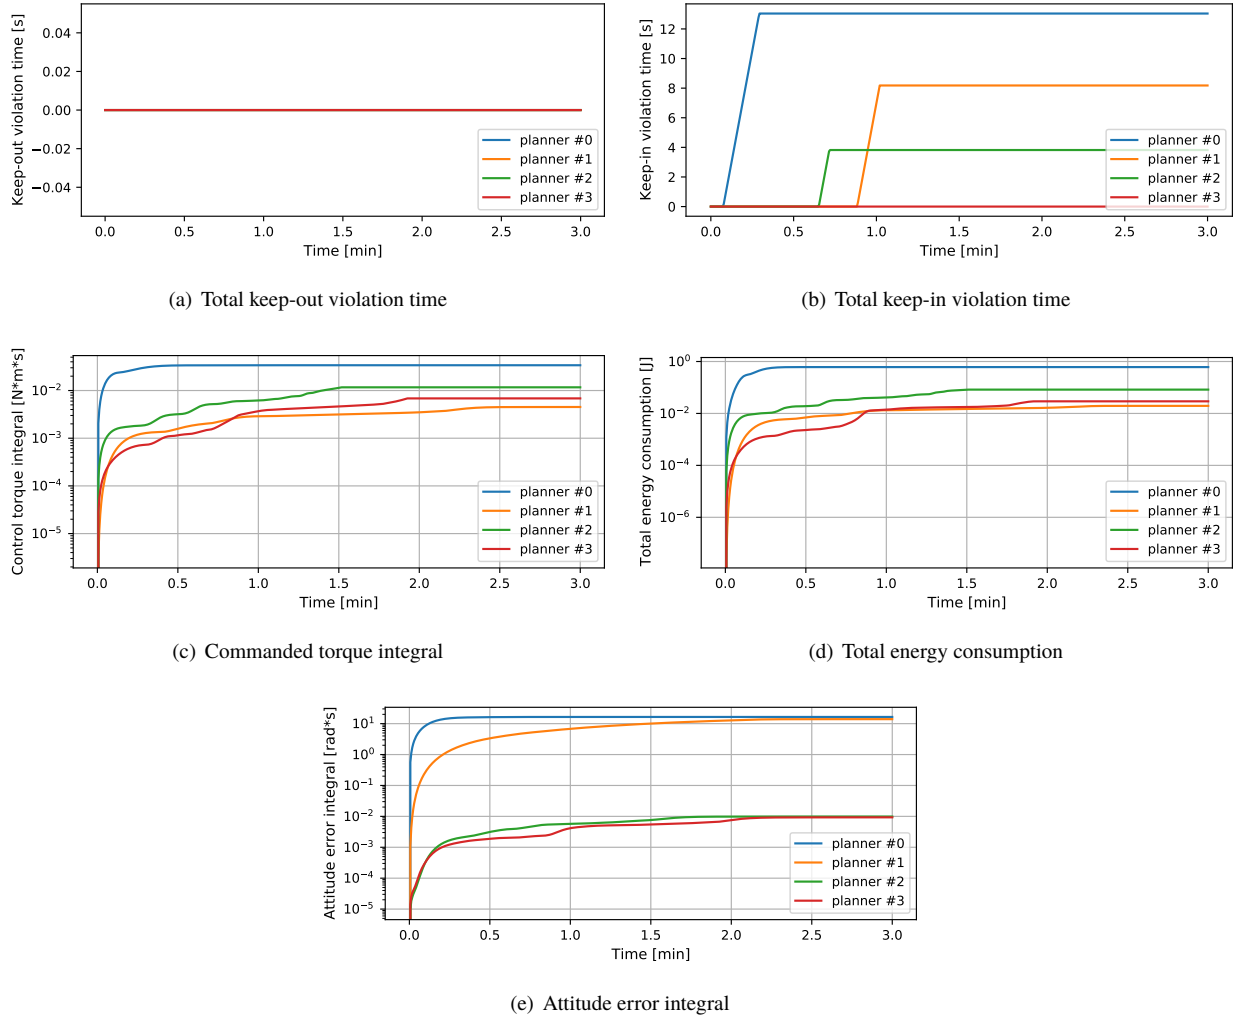 Keep-out violation time [s]
0.04
0.02
0.00
−0.02
−0.04
planner #0
planner #1
planner #2
planner #3
0.0 0.5 1.0 1.5 2.0 2.5 3.0
Time [min]
(a) Total keep-out violation time
Keep-in violation time [s]
12
10
8
6
4
2
0
planner #0
planner #1
planner #2
planner #3
0.0 0.5 1.0 1.5 2.0 2.5 3.0
Time [min]
(b) Total keep-in violation time
Control torque integral [N*m*s]
10⁻²
10⁻³
10⁻⁴
10⁻⁵
planner #0
planner #1
planner #2
planner #3
0.0 0.5 1.0 1.5 2.0 2.5 3.0
Time [min]
(c) Commanded torque integral
Total energy consumption [J]
10⁰
10⁻²
10⁻⁴
10⁻⁶
planner #0
planner #1
planner #2
planner #3
0.0 0.5 1.0 1.5 2.0 2.5 3.0
Time [min]
(d) Total energy consumption
Attitude error integral [rad*s]
10¹
10⁰
10⁻¹
10⁻²
10⁻³
10⁻⁴
10⁻⁵
planner #0
planner #1
planner #2
planner #3
0.0 0.5 1.0 1.5 2.0 2.5 3.0
Time [min]
(e) Attitude error integral